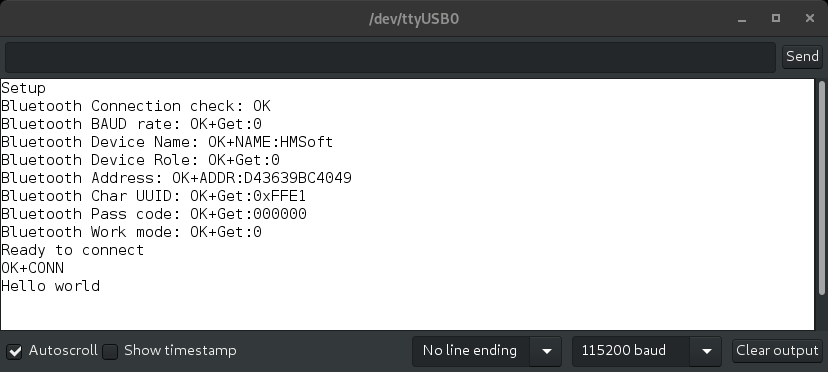 /dev/ttyUSB0
Send
Setup
Bluetooth Connection check: OK
Bluetooth BAUD rate: OK+Get:0
Bluetooth Device Name: OK+NAME:HMSoft
Bluetooth Device Role: OK+Get:0
Bluetooth Address: OK+ADDR:D43639BC4049
Bluetooth Char UUID: OK+Get:0xFFE1
Bluetooth Pass code: OK+Get:000000
Bluetooth Work mode: OK+Get:0
Ready to connect
OK+CONN
Hello world
Autoscroll Show timestamp No line ending 115200 baud Clear output